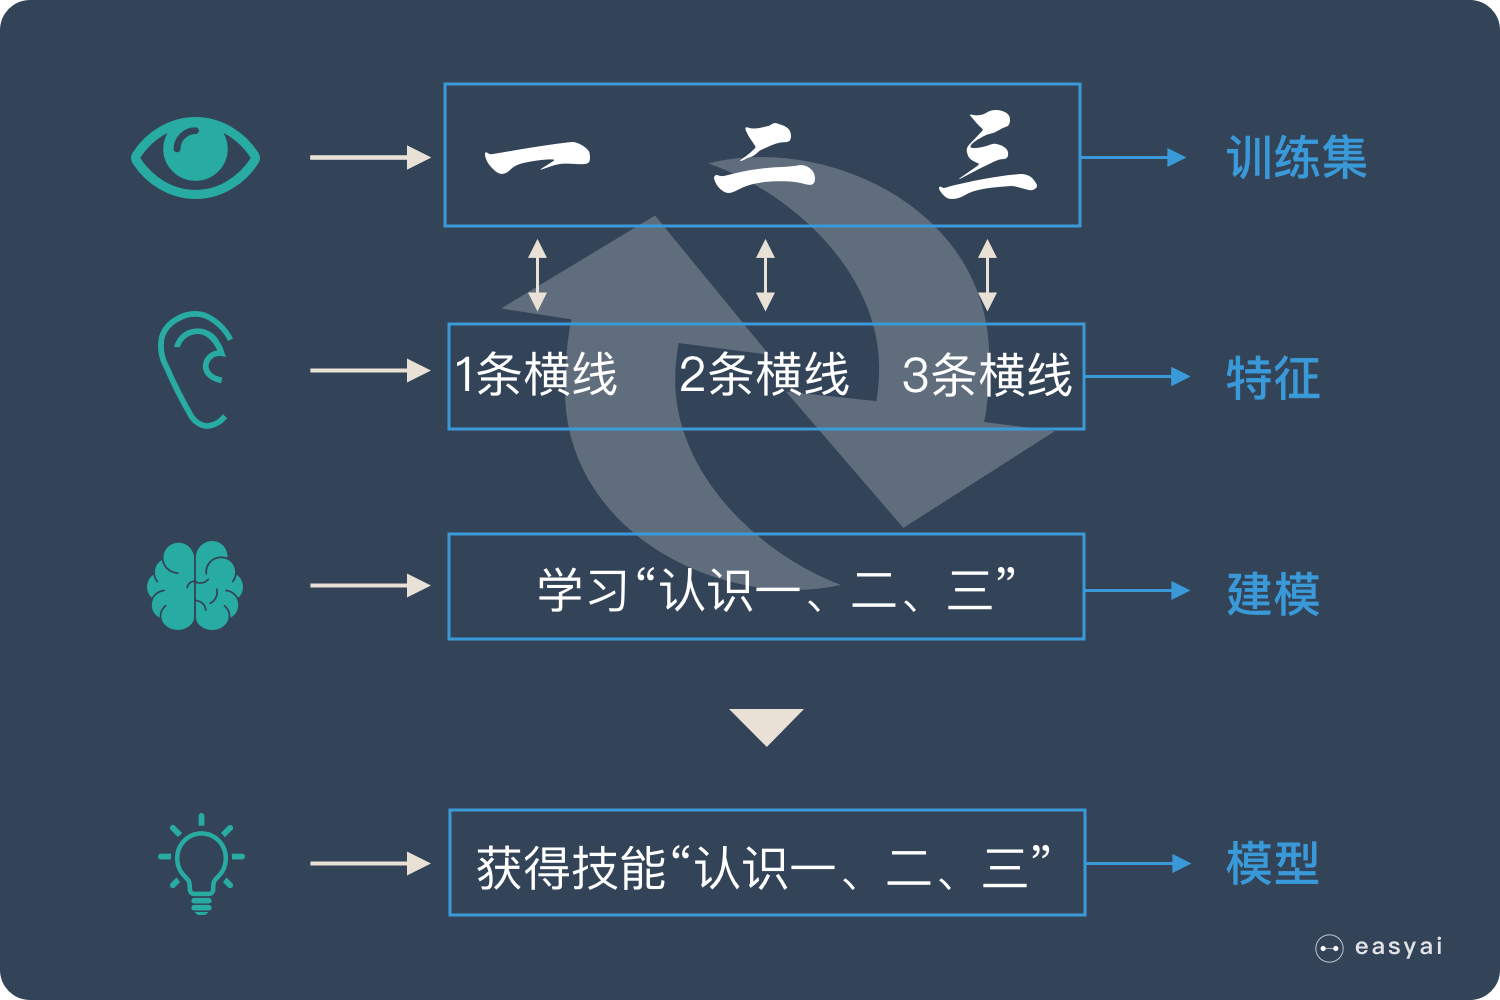 一 二 三 训练集
1条横线 2条横线 3条横线 特征
学习“认识一、二、三” 建模
获得技能“认识一、二、三” 模型
easyai